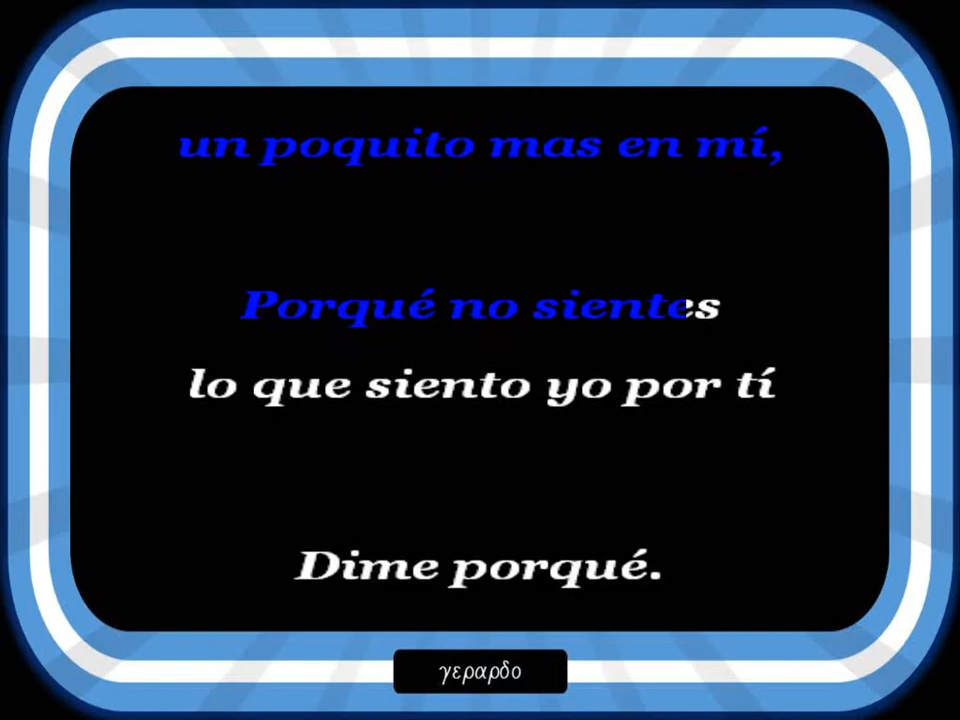 un poquito mas en mí,
Porqué no sientes
lo que siento yo por tí
Dime porqué.
γεραρδο